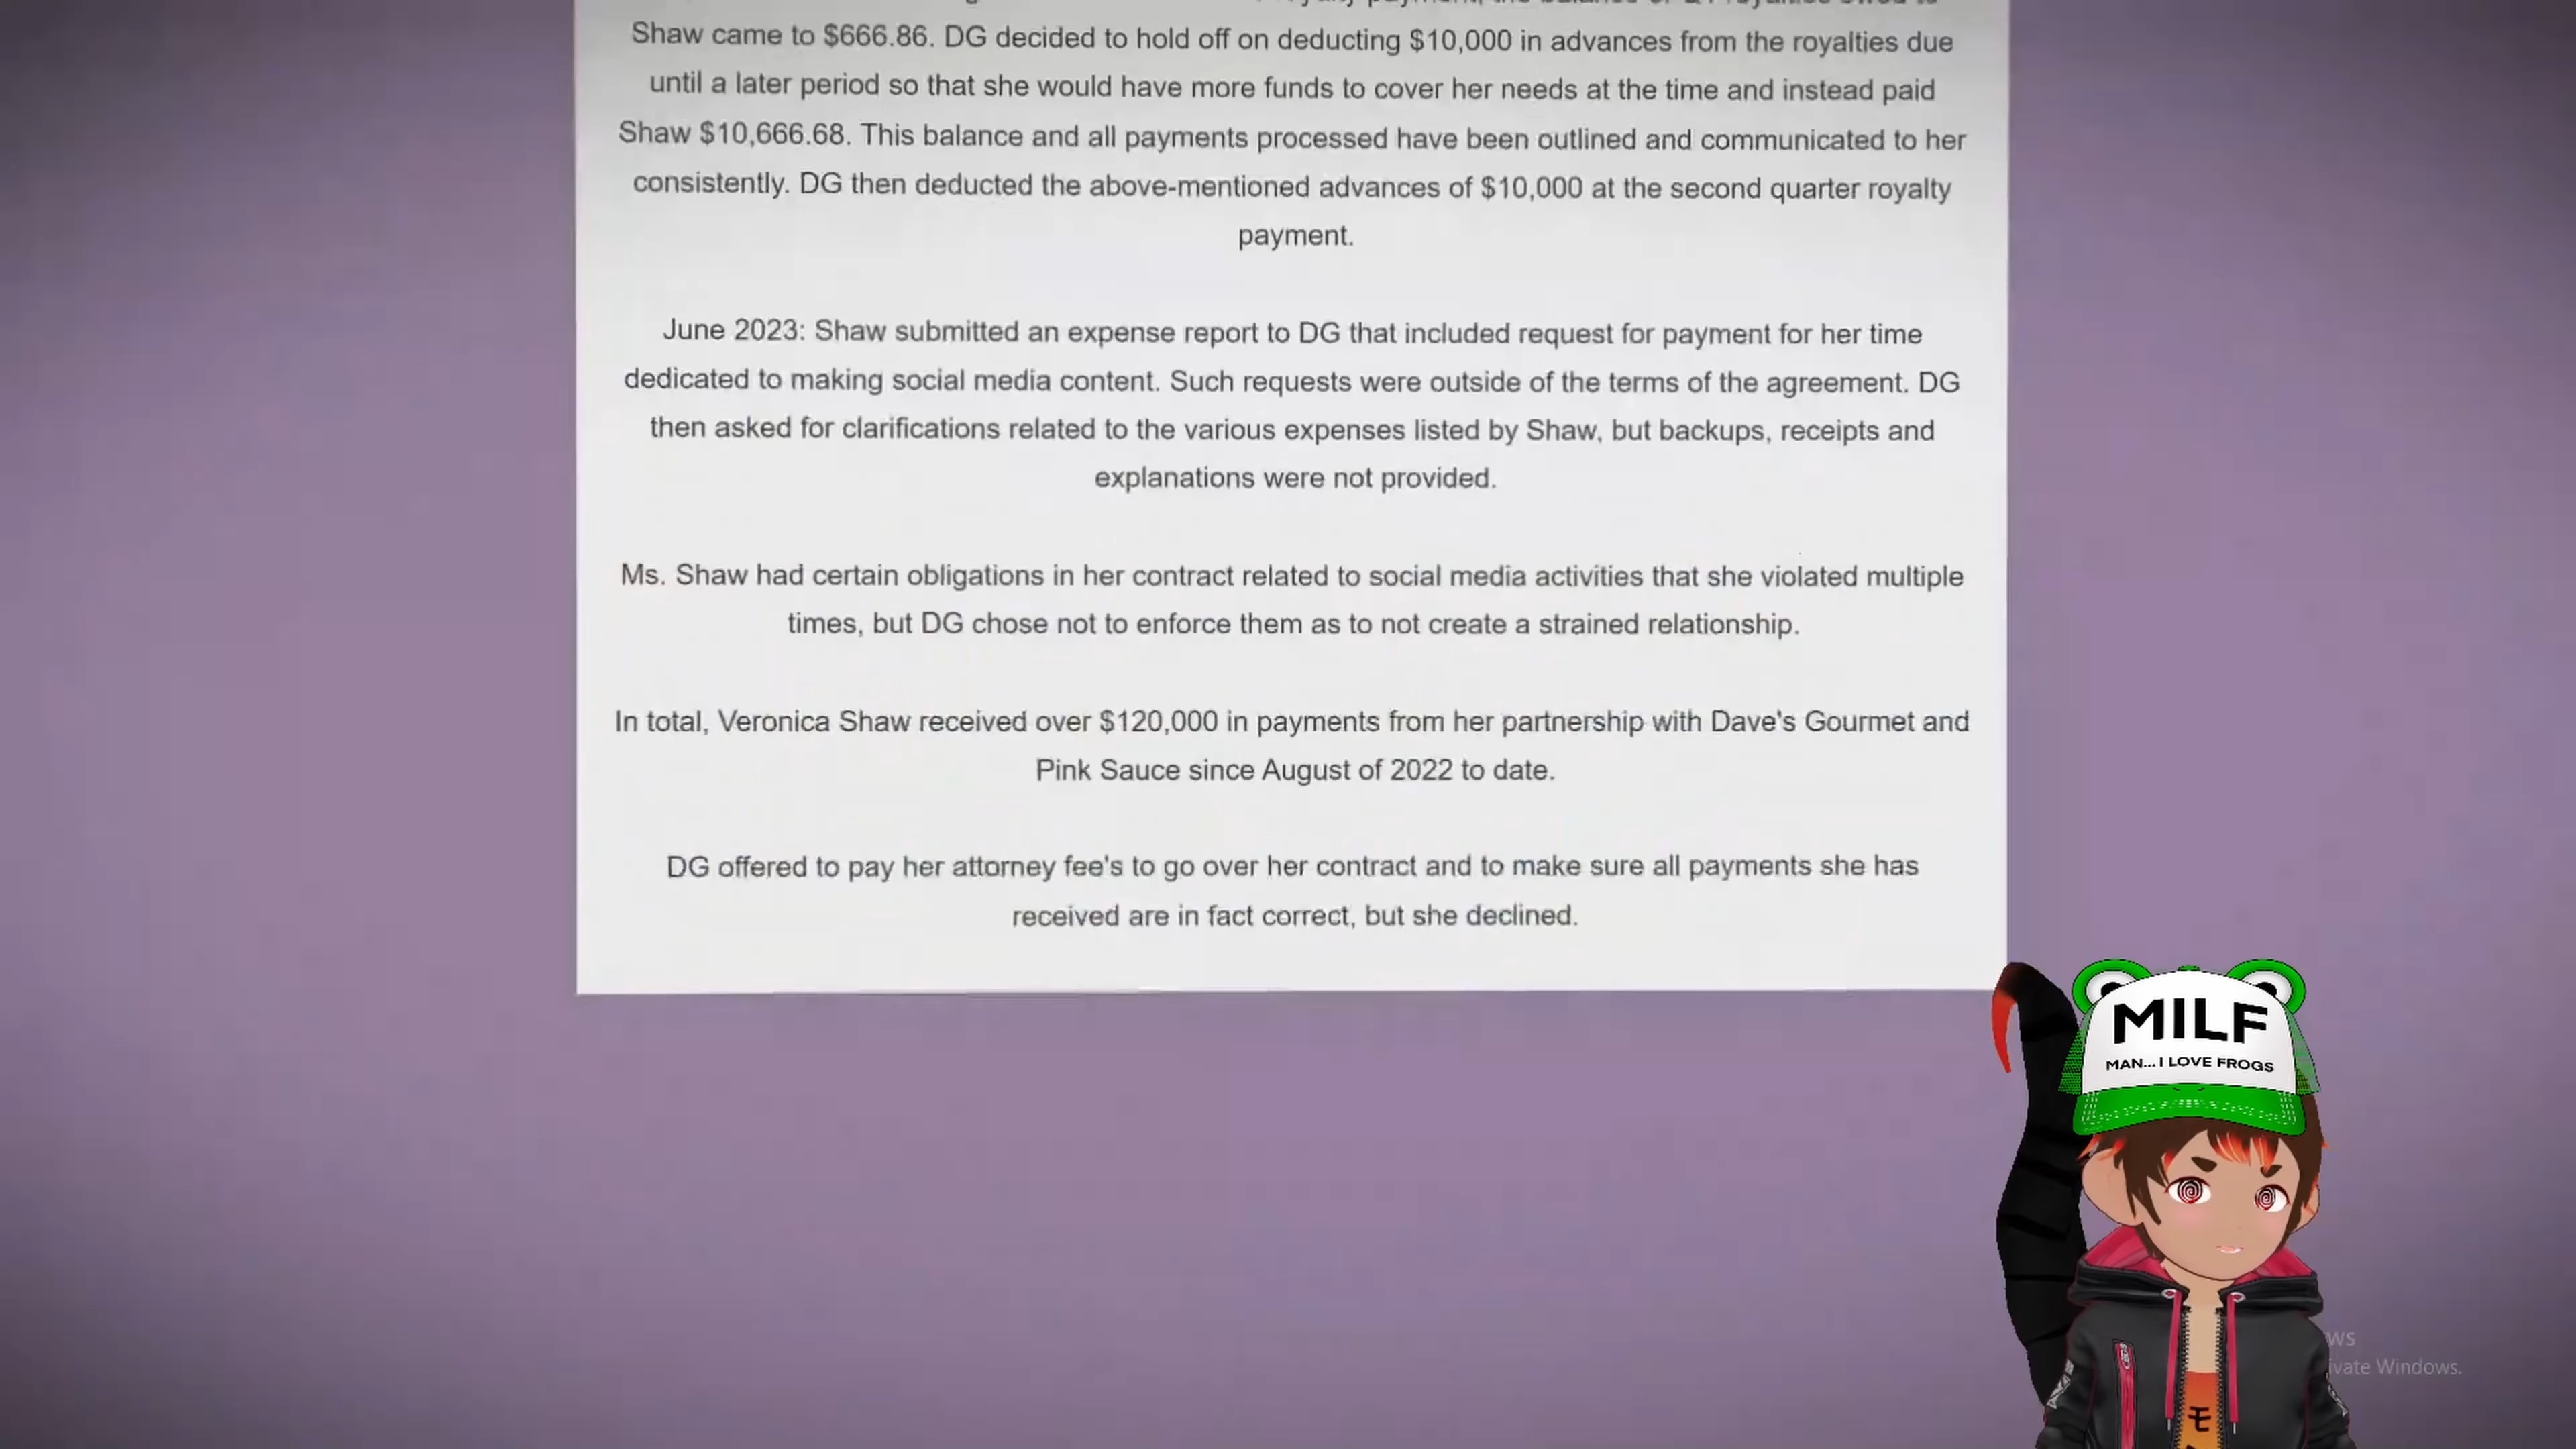 Shaw came to $666.86. DG decided to hold off on deducting $10,000 in advances from the royalties due
until a later period so that she would have more funds to cover her needs at the time and instead paid
Shaw $10,666.68. This balance and all payments processed have been outlined and communicated to her
consistently. DG then deducted the above-mentioned advances of $10,000 at the second quarter royalty
payment.
June 2023: Shaw submitted an expense report to DG that included request for payment for her time
dedicated to making social media content. Such requests were outside of the terms of the agreement. DG
then asked for clarifications related to the various expenses listed by Shaw, but backups, receipts and
explanations were not provided.
Ms. Shaw had certain obligations in her contract related to social media activities that she violated multiple
times, but DG chose not to enforce them as to not create a strained relationship.
In total, Veronica Shaw received over $120,000 in payments from her partnership with Dave's Gourmet and
Pink Sauce since August of 2022 to date.
DG offered to pay her attorney fee's to go over her contract and to make sure all payments she has
received are in fact correct, but she declined.
MILF
MAN... I LOVE FROGS
ws
ivate Windows.
モ